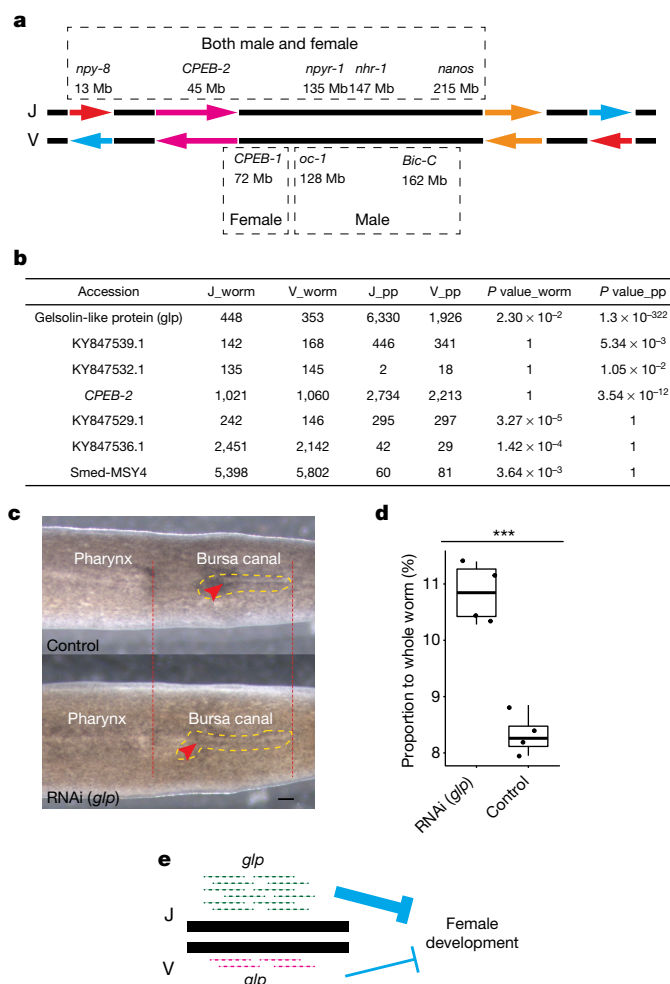 a
Both male and female
npy-8 CPEB-2 npyr-1 nhr-1 nanos
13 Mb 45 Mb 135 Mb 147 Mb 215 Mb
J
V
CPEB-1 oc-1 Bic-C
72 Mb 128 Mb 162 Mb
Female Male
b
Accession J_worm V_worm J_pp V_pp P value_worm P value_pp
Gelsolin-like protein (glp) 448 353 6,330 1,926 2.30 × 10⁻² 1.3 × 10⁻³²²
KY847539.1 142 168 446 341 1 5.34 × 10⁻³
KY847532.1 135 145 2 18 1 1.05 × 10⁻²
CPEB-2 1,021 1,060 2,734 2,213 1 3.54 × 10⁻¹²
KY847529.1 242 146 295 297 3.27 × 10⁻⁵ 1
KY847536.1 2,451 2,142 42 29 1.42 × 10⁻⁴ 1
Smed-MSY4 5,398 5,802 60 81 3.64 × 10⁻³ 1
c
Pharynx Bursa canal
Control
Pharynx Bursa canal
RNAi (glp)
d
***
Proportion to whole worm (%)
11
10
9
8
RNAi (glp)
Control
e
glp
J
Female
development
V
glp